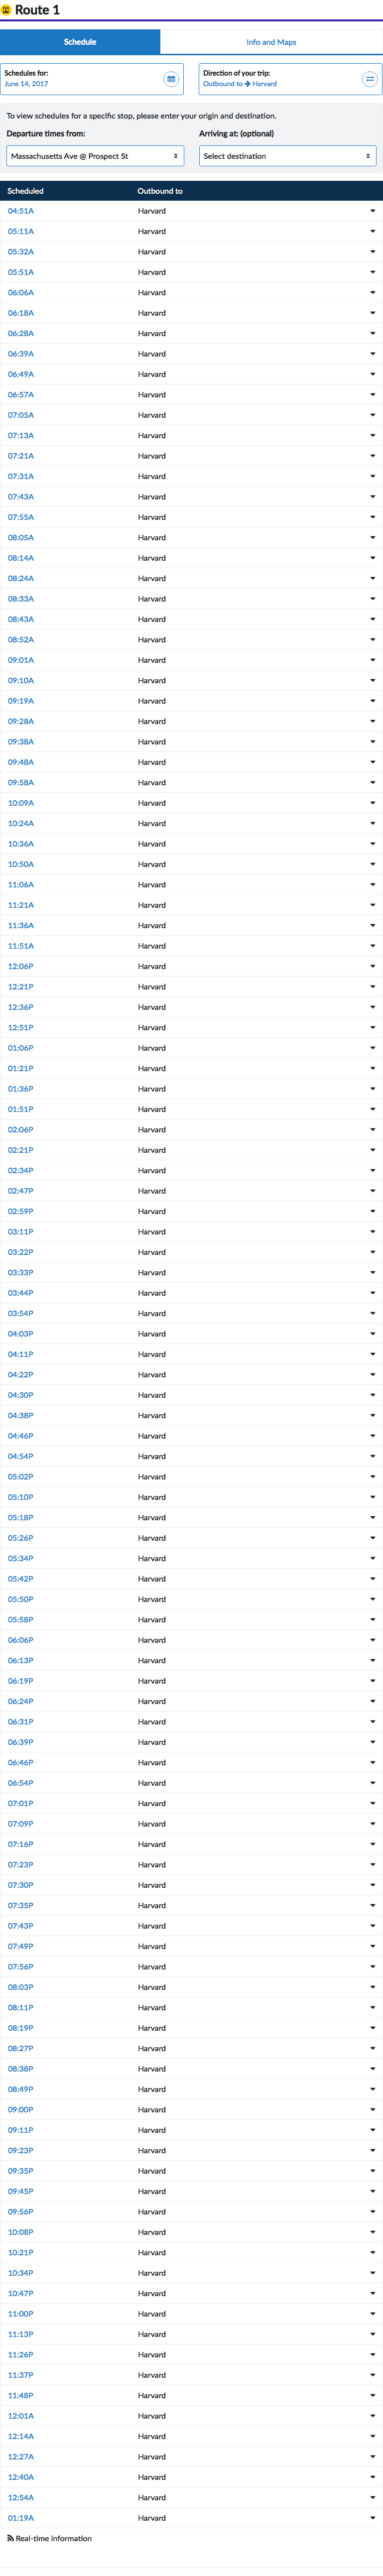 Route 1
Schedule Info and Maps
Schedules for: Direction of your trip:
June 14, 2017 Outbound to → Harvard
To view schedules for a specific stop, please enter your origin and destination.
Departure times from: Arriving at: (optional)
Massachusetts Ave @ Prospect St Select destination
Scheduled Outbound to
04:51A Harvard
05:11A Harvard
05:32A Harvard
05:51A Harvard
06:06A Harvard
06:18A Harvard
06:28A Harvard
06:39A Harvard
06:49A Harvard
06:57A Harvard
07:05A Harvard
07:13A Harvard
07:21A Harvard
07:31A Harvard
07:43A Harvard
07:55A Harvard
08:05A Harvard
08:14A Harvard
08:24A Harvard
08:33A Harvard
08:43A Harvard
08:52A Harvard
09:01A Harvard
09:10A Harvard
09:19A Harvard
09:28A Harvard
09:38A Harvard
09:48A Harvard
09:58A Harvard
10:09A Harvard
10:24A Harvard
10:36A Harvard
10:50A Harvard
11:06A Harvard
11:21A Harvard
11:36A Harvard
11:51A Harvard
12:06P Harvard
12:21P Harvard
12:36P Harvard
12:51P Harvard
01:06P Harvard
01:21P Harvard
01:36P Harvard
01:51P Harvard
02:06P Harvard
02:21P Harvard
02:34P Harvard
02:47P Harvard
02:59P Harvard
03:11P Harvard
03:22P Harvard
03:33P Harvard
03:44P Harvard
03:54P Harvard
04:03P Harvard
04:11P Harvard
04:22P Harvard
04:30P Harvard
04:38P Harvard
04:46P Harvard
04:54P Harvard
05:02P Harvard
05:10P Harvard
05:18P Harvard
05:26P Harvard
05:34P Harvard
05:42P Harvard
05:50P Harvard
05:58P Harvard
06:06P Harvard
06:13P Harvard
06:19P Harvard
06:24P Harvard
06:31P Harvard
06:39P Harvard
06:46P Harvard
06:54P Harvard
07:01P Harvard
07:09P Harvard
07:16P Harvard
07:23P Harvard
07:30P Harvard
07:35P Harvard
07:43P Harvard
07:49P Harvard
07:56P Harvard
08:03P Harvard
08:11P Harvard
08:19P Harvard
08:27P Harvard
08:38P Harvard
08:49P Harvard
09:00P Harvard
09:11P Harvard
09:23P Harvard
09:35P Harvard
09:45P Harvard
09:56P Harvard
10:08P Harvard
10:21P Harvard
10:34P Harvard
10:47P Harvard
11:00P Harvard
11:13P Harvard
11:26P Harvard
11:37P Harvard
11:48P Harvard
12:01A Harvard
12:14A Harvard
12:27A Harvard
12:40A Harvard
12:54A Harvard
01:19A Harvard
Real-time information